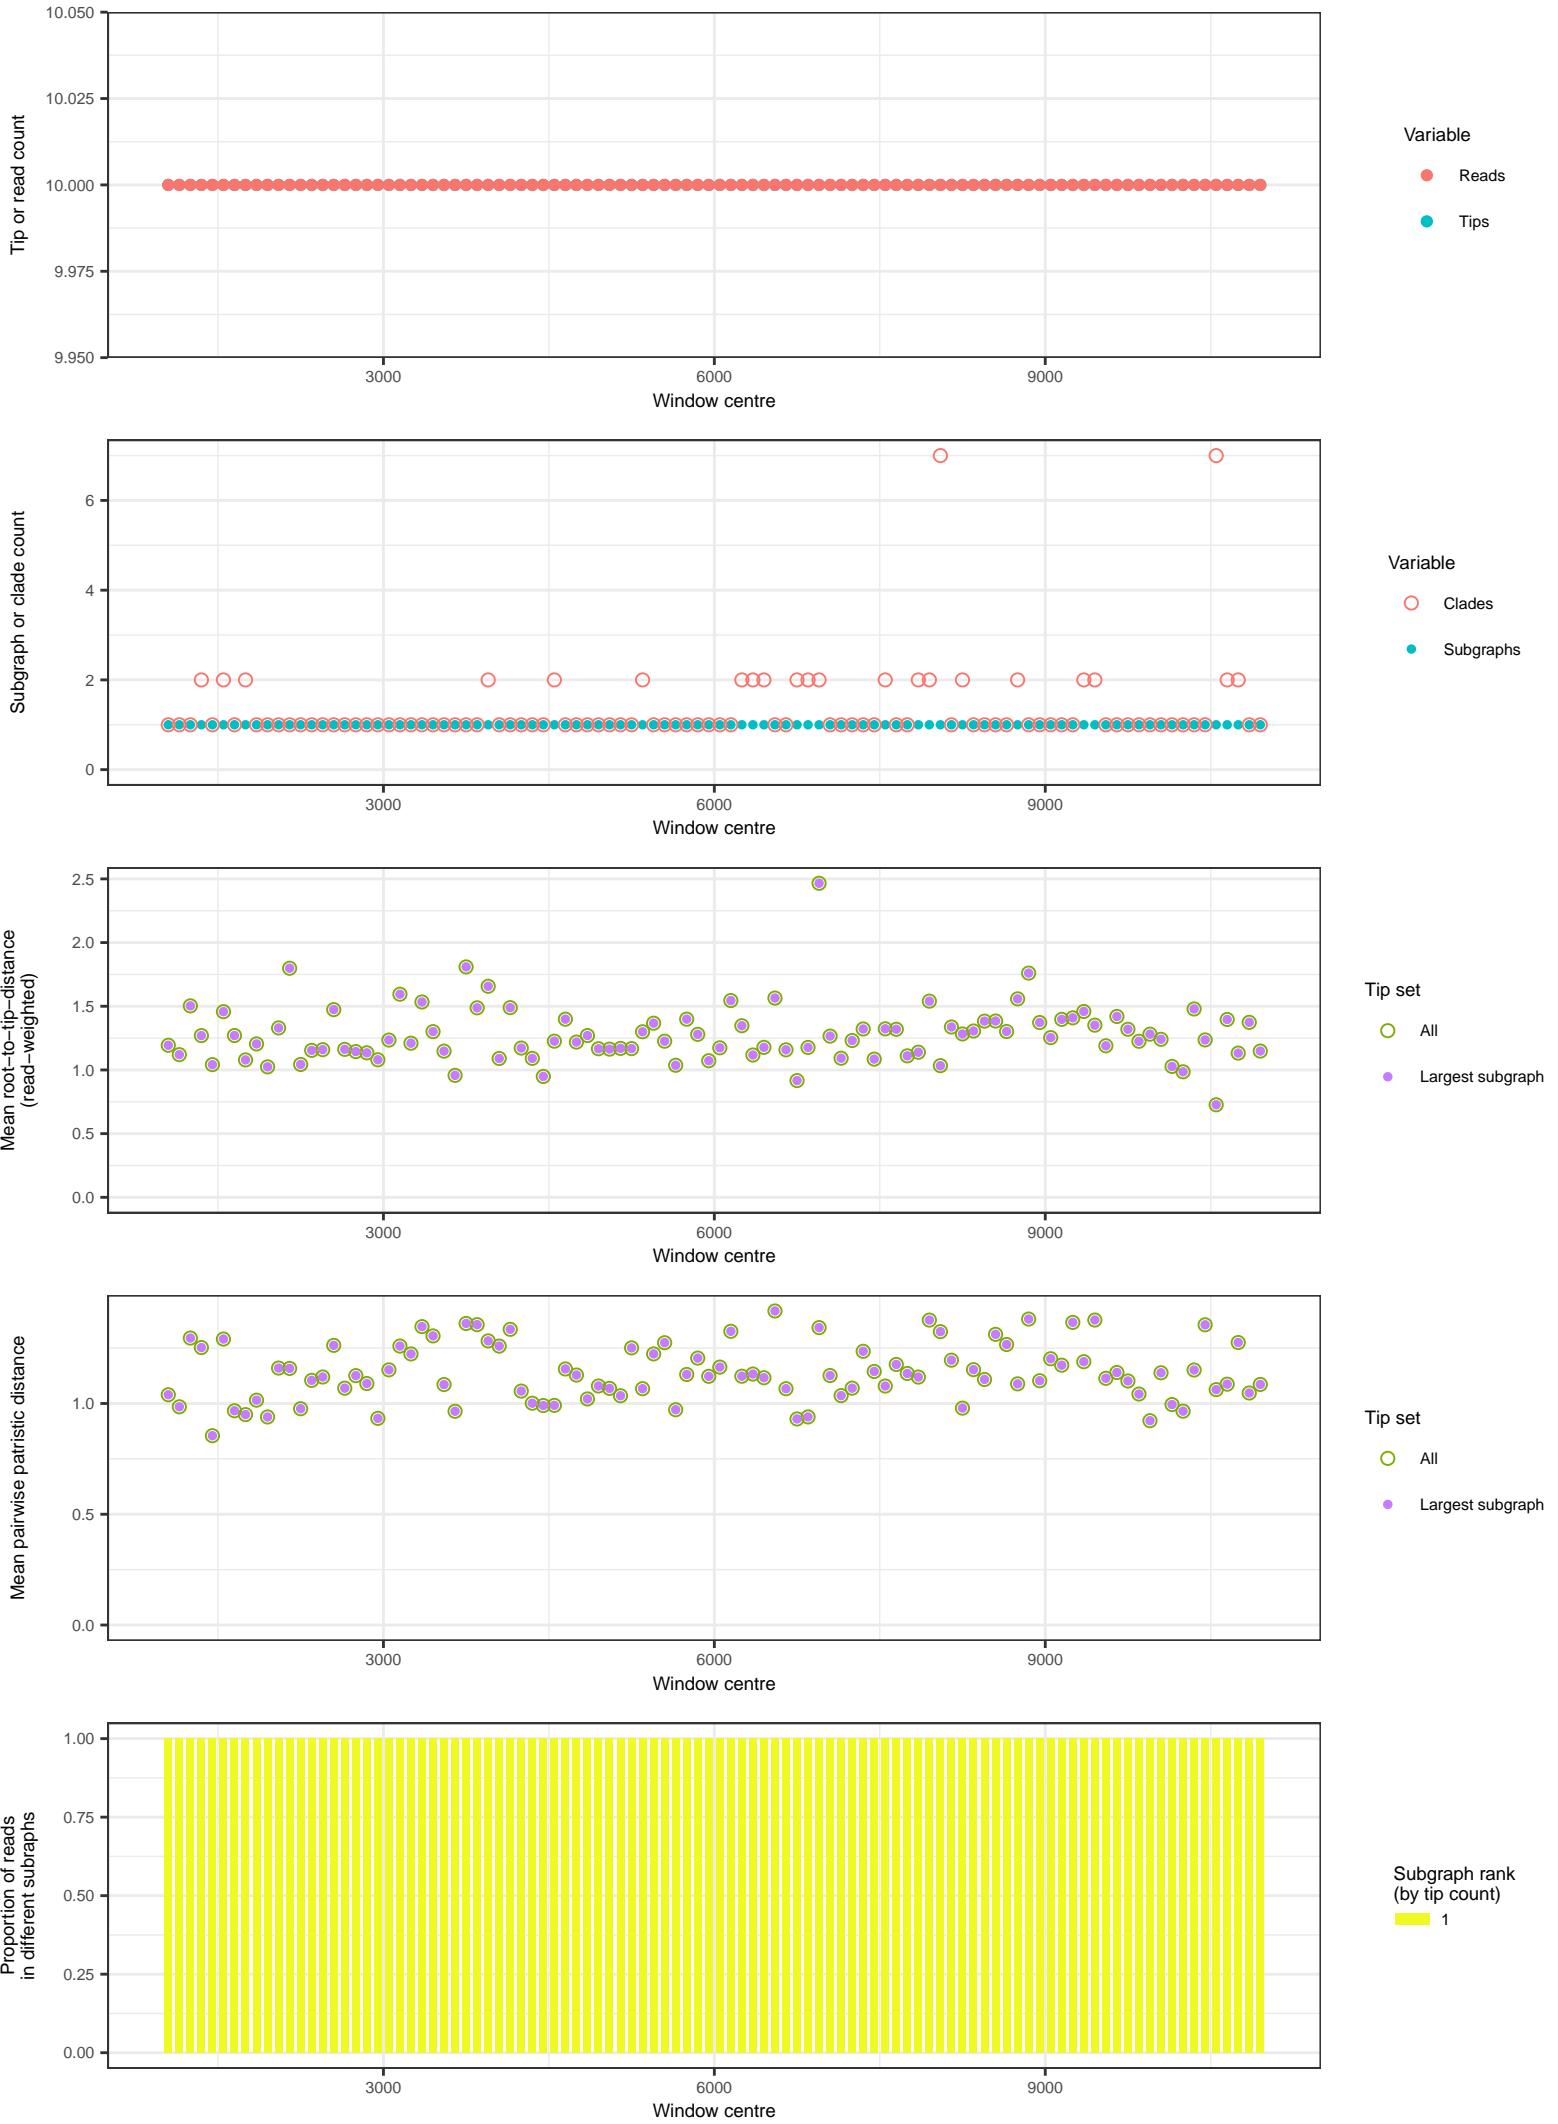 10.050
10.025
10.000
9.975
9.950
Tip or read count
3000 6000 9000
Window centre
Variable
Reads
Tips
6
4
2
0
Subgraph or clade count
3000 6000 9000
Window centre
Variable
Clades
Subgraphs
2.5
2.0
1.5
1.0
0.5
0.0
Mean root−to−tip−distance
(read−weighted)
3000 6000 9000
Window centre
Tip set
All
Largest subgraph
1.0
0.5
0.0
Mean pairwise patristic distance
3000 6000 9000
Window centre
Tip set
All
Largest subgraph
1.00
0.75
0.50
0.25
0.00
Proportion of reads
in different subraphs
3000 6000 9000
Window centre
Subgraph rank
(by tip count)
1